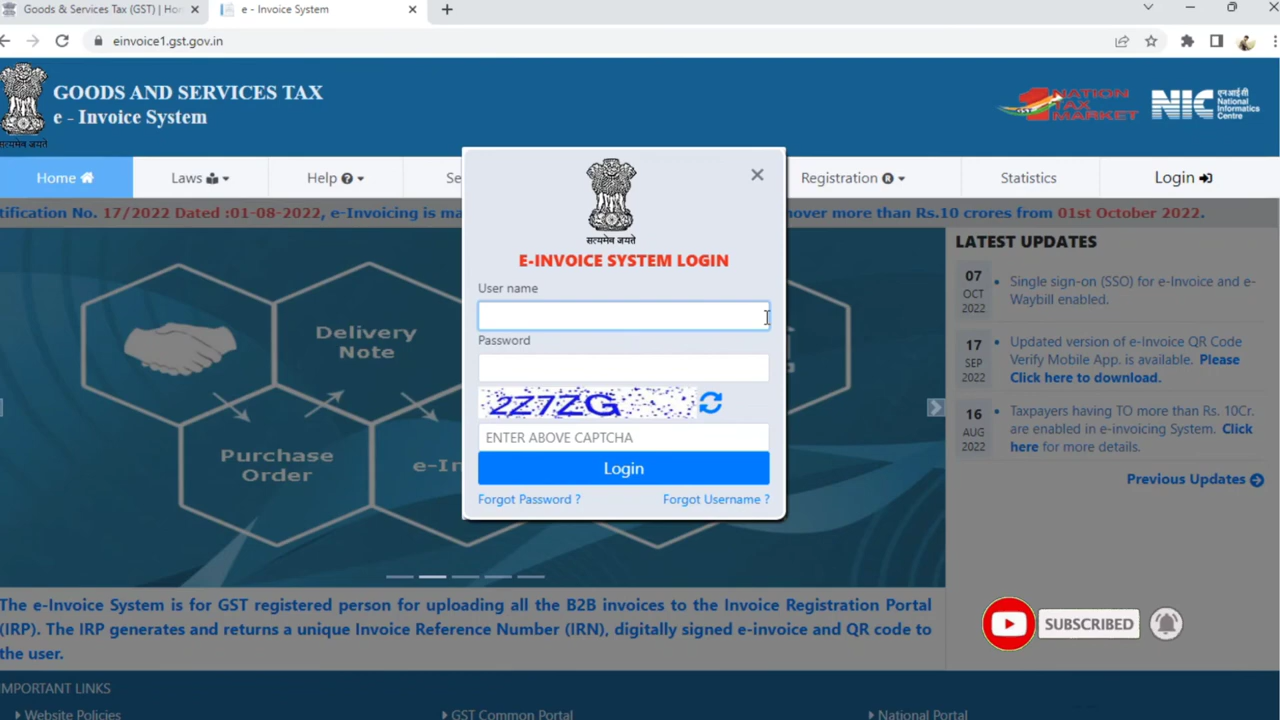 Goods & Services Tax (GST) | Hon
e - Invoice System
einvoice1.gst.gov.in
GOODS AND SERVICES TAX
e - Invoice System
सत्यमेव जयते
NATION
TAX
MARKET
GST
NIC
एन आई सी
National
Informatics
Centre
Home
Laws
Help
Se
Registration
Statistics
Login
tification No. 17/2022 Dated :01-08-2022, e-Invoicing is ma
nover more than Rs.10 crores from 01st October 2022.
सत्यमेव जयते
E-INVOICE SYSTEM LOGIN
User name
Password
2Z7ZG
ENTER ABOVE CAPTCHA
Login
Forgot Password ?
Forgot Username ?
Delivery
Note
Purchase
Order
e-In
LATEST UPDATES
07
OCT
2022
Single sign-on (SSO) for e-Invoice and e-
Waybill enabled.
17
SEP
2022
Updated version of e-Invoice QR Code
Verify Mobile App. is available. Please
Click here to download.
16
AUG
2022
Taxpayers having TO more than Rs. 10Cr.
are enabled in e-invoicing System. Click
here for more details.
Previous Updates
The e-Invoice System is for GST registered person for uploading all the B2B invoices to the Invoice Registration Portal
(IRP). The IRP generates and returns a unique Invoice Reference Number (IRN), digitally signed e-invoice and QR code to
the user.
SUBSCRIBED
IMPORTANT LINKS
Website Policies
GST Common Portal
National Portal